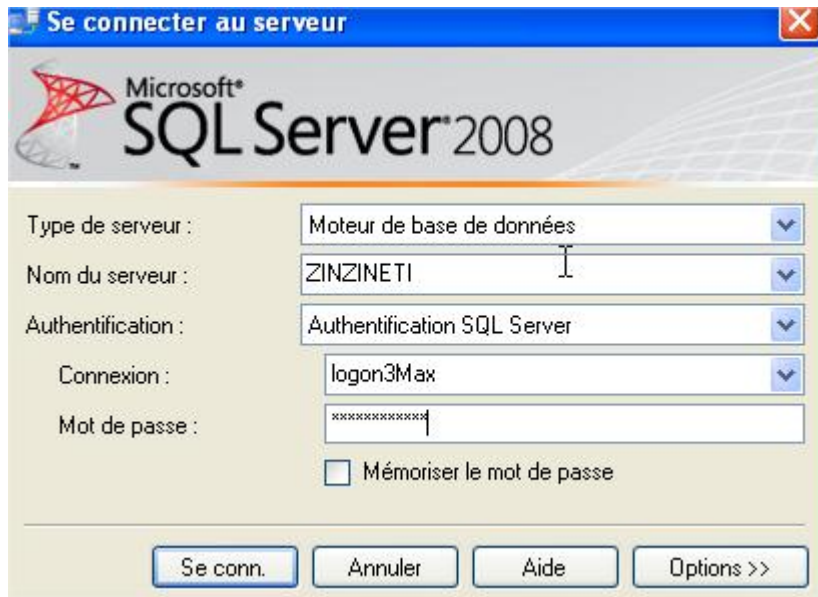 Se connecter au serveur
Microsoft®
SQL Server® 2008
Type de serveur : Moteur de base de données
Nom du serveur : ZINZINETI
Authentification : Authentification SQL Server
Connexion : logon3Max
Mot de passe : ************
Mémoriser le mot de passe
Se conn. Annuler Aide Options >>